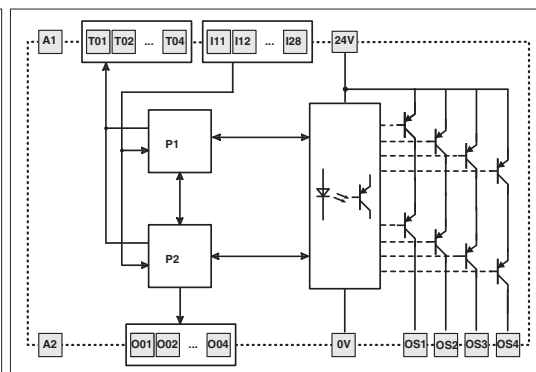 A1 T01 T02 ... T04 I11 I12 ... I28 24V
P1
P2
A2 O01 O02 ... O04 0V OS1 OS2 OS3 OS4